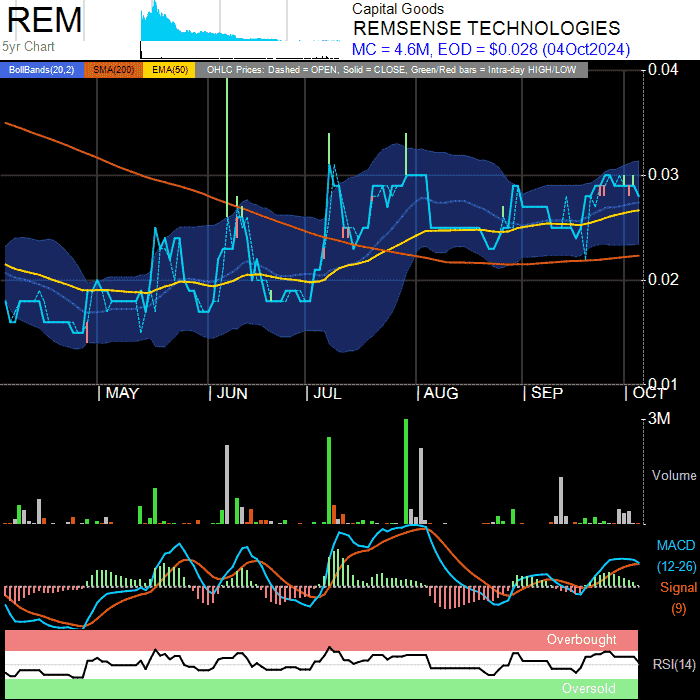 REM
5yr Chart
Capital Goods
REMSENSE TECHNOLOGIES
MC = 4.6M, EOD = $0.028 (04Oct2024)
BollBands(20,2) SMA(200) EMA(50) OHLC Prices: Dashed = OPEN, Solid = CLOSE, Green/Red bars = Intra-day HIGH/LOW
0.04
0.03
0.02
0.01
MAY JUN JUL AUG SEP OCT
3M
Volume
MACD
(12-26)
Signal
(9)
Overbought
RSI(14)
Oversold